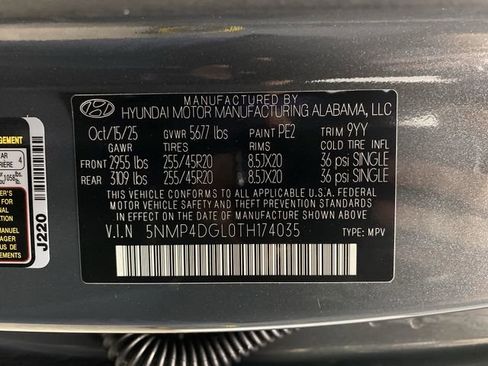 MANUFACTURED BY
HYUNDAI MOTOR MANUFACTURING ALABAMA, LLC
Oct/15/25 GVWR 5677 lbs PAINT PE2 TRIM 9YY
GAWR TIRES RIMS COLD TIRE INFL
FRONT 2955 lbs 255/45R20 8.5JX20 36 psi SINGLE
REAR 3109 lbs 255/45R20 8.5JX20 36 psi SINGLE
THIS VEHICLE CONFORMS TO ALL APPLICABLE U.S.A. FEDERAL
MOTOR VEHICLE SAFETY, BUMPER, AND THEFT PREVENTION
STANDARDS IN EFFECT ON THE DATE OF MANUFACTURE SHOWN ABOVE.
V.I.N 5NMP4DGL0TH174035 TYPE: MPV
4
J220